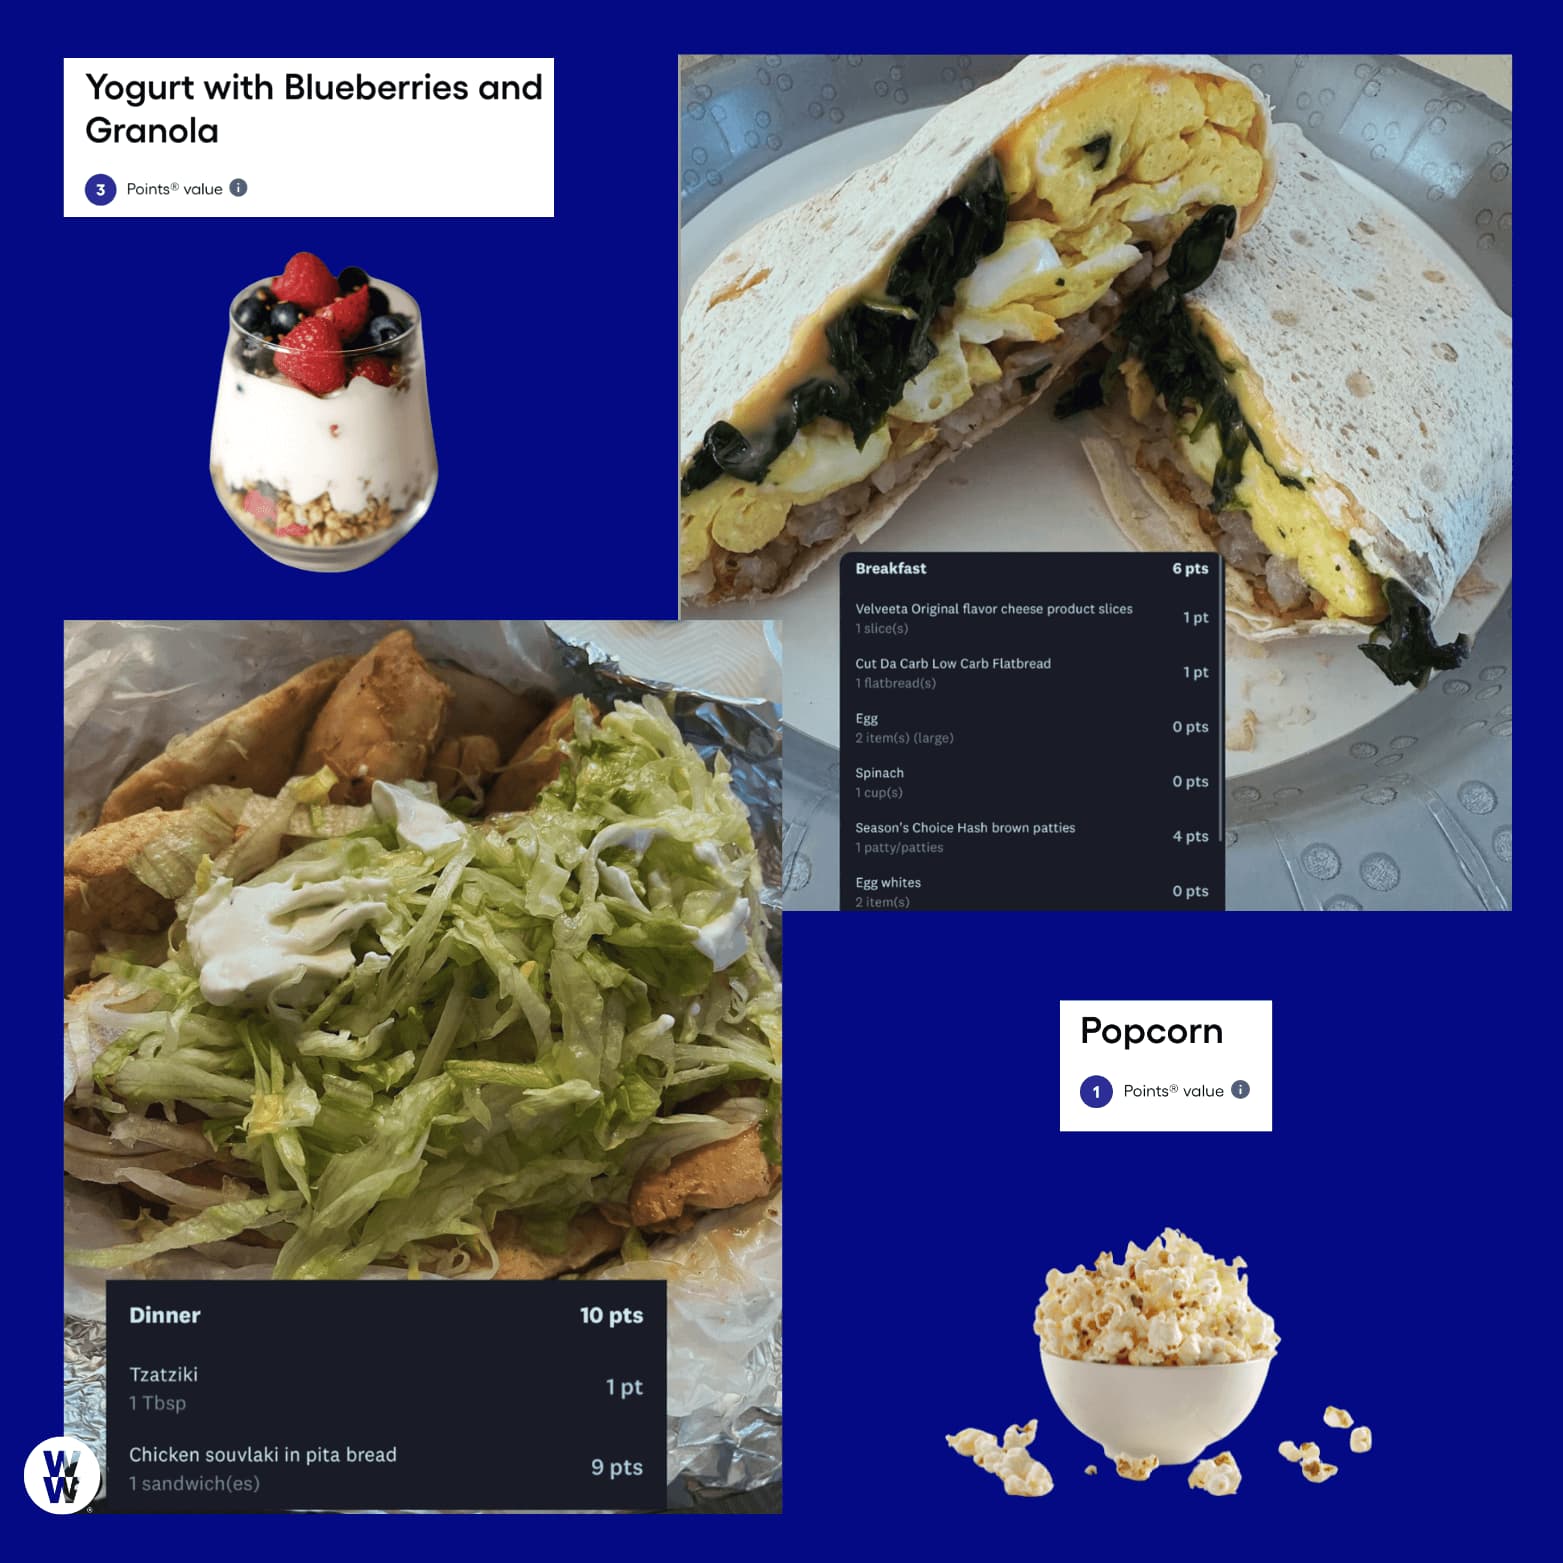 Yogurt with Blueberries and
Granola
3 Points® value i
Breakfast 6 pts
Velveeta Original flavor cheese product slices 1 pt
1 slice(s)
Cut Da Carb Low Carb Flatbread 1 pt
1 flatbread(s)
Egg 0 pts
2 item(s) (large)
Spinach 0 pts
1 cup(s)
Season's Choice Hash brown patties 4 pts
1 patty/patties
Egg whites 0 pts
2 item(s)
Popcorn
1 Points® value i
Dinner 10 pts
Tzatziki 1 pt
1 Tbsp
Chicken souvlaki in pita bread 9 pts
1 sandwich(es)
W
W